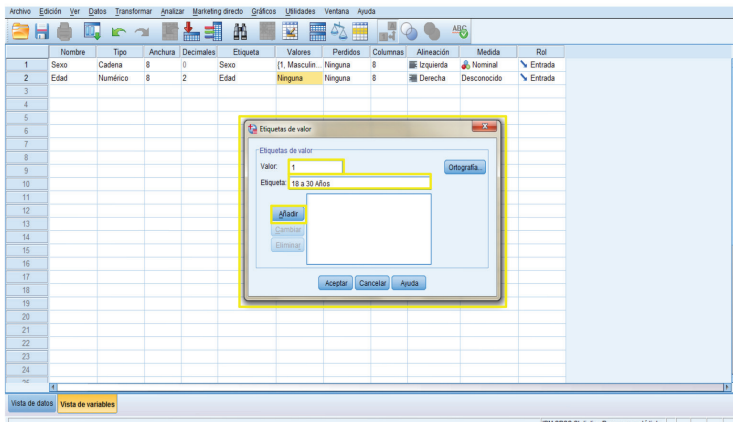 Archivo Edición Ver Datos Transformar Analizar Marketing directo Gráficos Utilidades Ventana Ayuda
Nombre Tipo Anchura Decimales Etiqueta Valores Perdidos Columnas Alineación Medida Rol
1 Sexo Cadena 8 0 Sexo {1, Masculin... Ninguna 8 Izquierda Nominal Entrada
2 Edad Numérico 8 2 Edad Ninguna Ninguna 8 Derecha Desconocido Entrada
3
4
5
6
7
8
9
10
11
12
13
14
15
16
17
18
19
20
21
22
23
24
Etiquetas de valor
Etiquetas de valor
Valor: 1
Ortografía...
Etiqueta: 18 a 30 Años
Añadir
Cambiar
Eliminar
Aceptar Cancelar Ayuda
Vista de datos Vista de variables